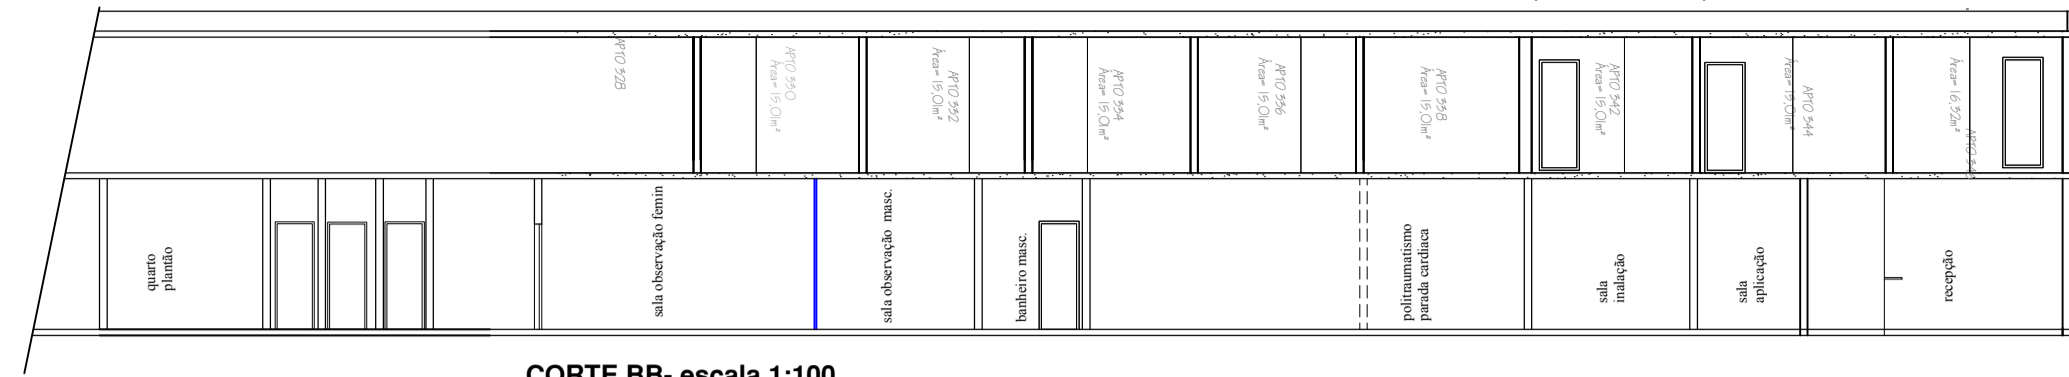 APTO 328
APTO 330
Área= 15,01m²
APTO 332
Área= 15,01m²
APTO 334
Área= 15,01m²
APTO 336
Área= 15,01m²
APTO 338
Área= 15,01m²
APTO 342
Área= 15,01m²
APTO 344
Área= 15,01m²
Área= 16,32m²
quarto
plantão
sala observação femin
sala observação masc.
banheiro masc.
politraumatismo
parada cardiaca
sala
inalação
sala
aplicação
recepção
CORTE BB- escala 1:100